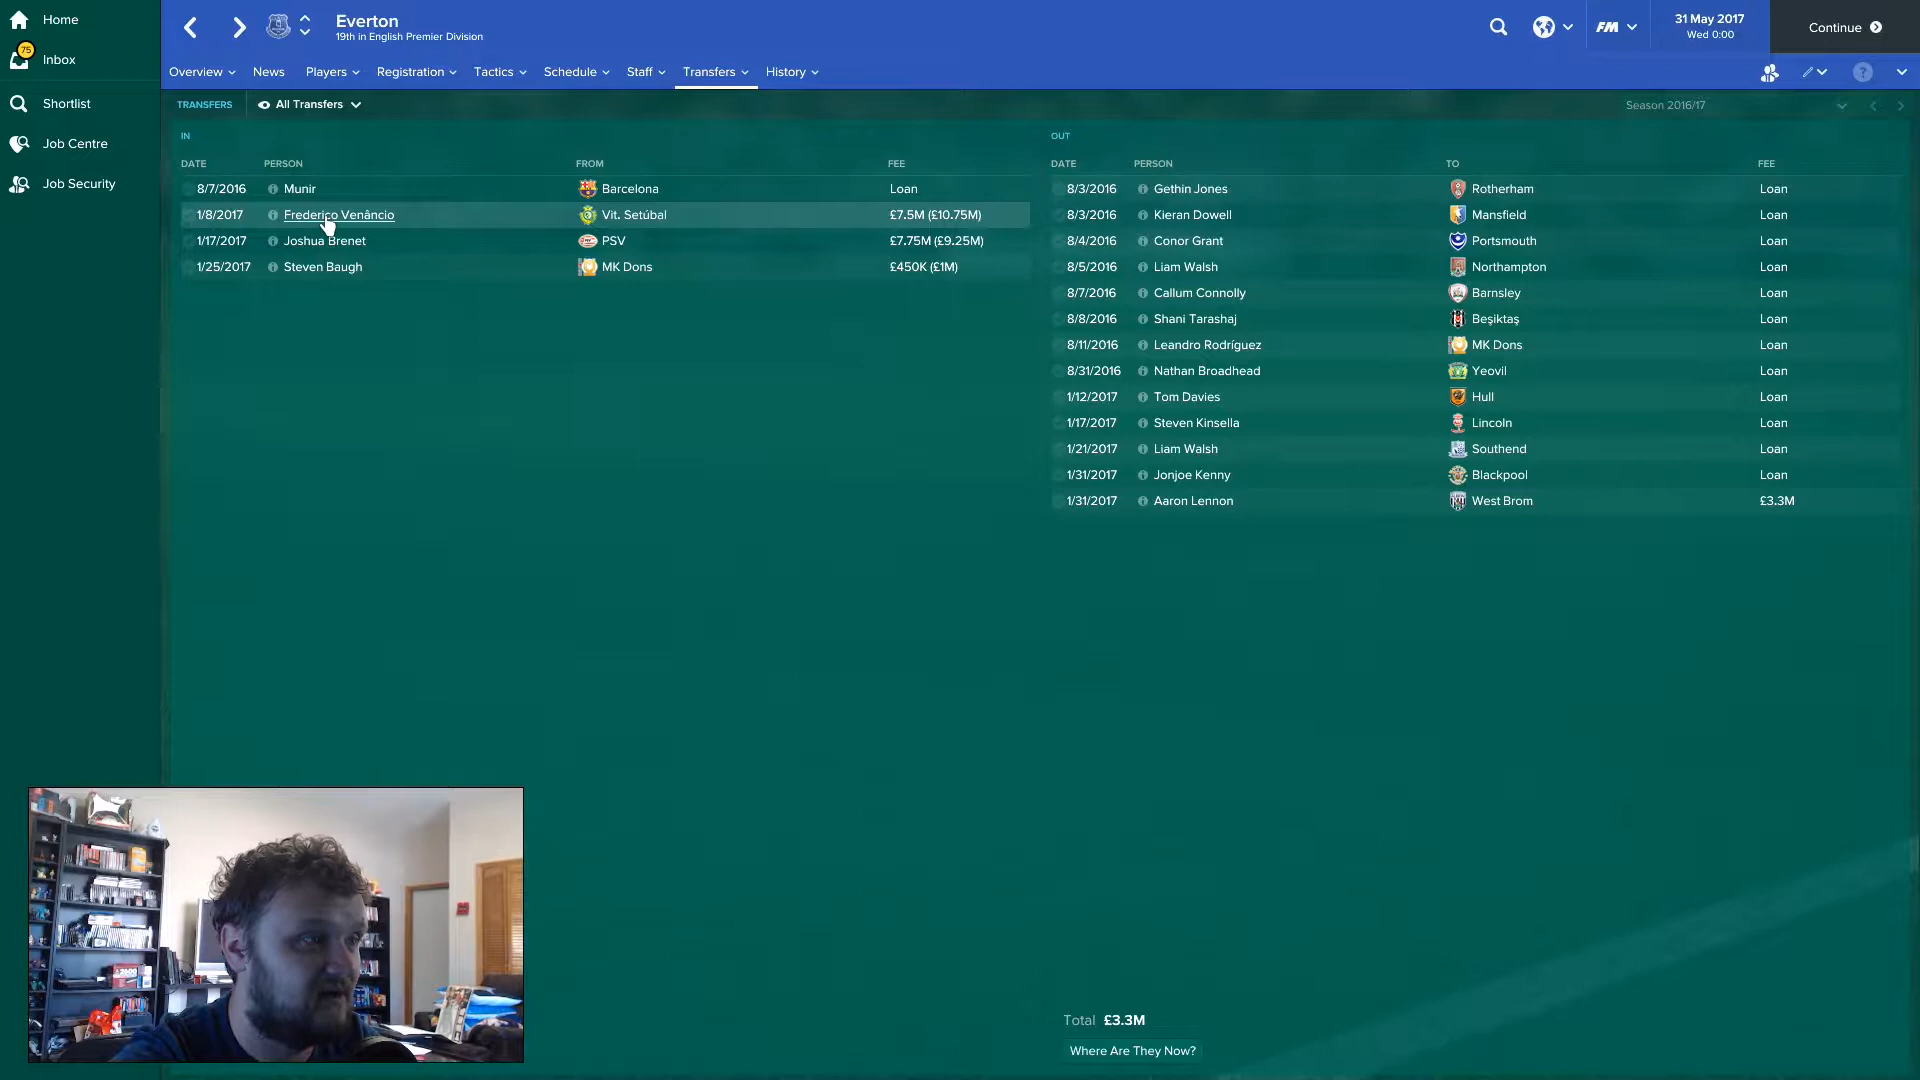 Home
75
Inbox
Shortlist
Job Centre
Job Security
Everton
19th in English Premier Division
FM
31 May 2017
Wed 0:00
Continue
Overview
News
Players
Registration
Tactics
Schedule
Staff
Transfers
History
?
TRANSFERS
All Transfers
Season 2016/17
IN
DATE PERSON FROM FEE
8/7/2016 Munir Barcelona Loan
1/8/2017 Frederico Venâncio Vit. Setúbal £7.5M (£10.75M)
1/17/2017 Joshua Brenet PSV £7.75M (£9.25M)
1/25/2017 Steven Baugh MK Dons £450K (£1M)
OUT
DATE PERSON TO FEE
8/3/2016 Gethin Jones Rotherham Loan
8/3/2016 Kieran Dowell Mansfield Loan
8/4/2016 Conor Grant Portsmouth Loan
8/5/2016 Liam Walsh Northampton Loan
8/7/2016 Callum Connolly Barnsley Loan
8/8/2016 Shani Tarashaj Beşiktaş Loan
8/11/2016 Leandro Rodríguez MK Dons Loan
8/31/2016 Nathan Broadhead Yeovil Loan
1/12/2017 Tom Davies Hull Loan
1/17/2017 Steven Kinsella Lincoln Loan
1/21/2017 Liam Walsh Southend Loan
1/31/2017 Jonjoe Kenny Blackpool Loan
1/31/2017 Aaron Lennon West Brom £3.3M
Total £3.3M
Where Are They Now?